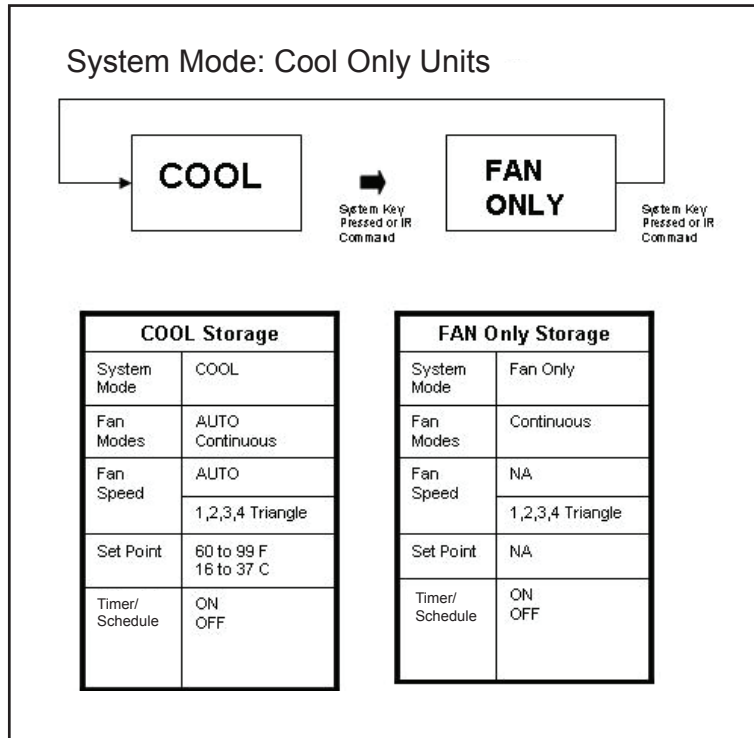 System Mode: Cool Only Units
COOL
System Key
Pressed or IR
Command
FAN
ONLY
System Key
Pressed or IR
Command
COOL Storage
System
Mode
COOL
Fan
Modes
AUTO
Continuous
Fan
Speed
AUTO
1,2,3,4 Triangle
Set Point
60 to 99 F
16 to 37 C
Timer/
Schedule
ON
OFF
FAN Only Storage
System
Mode
Fan Only
Fan
Modes
Continuous
Fan
Speed
NA
1,2,3,4 Triangle
Set Point
NA
Timer/
Schedule
ON
OFF